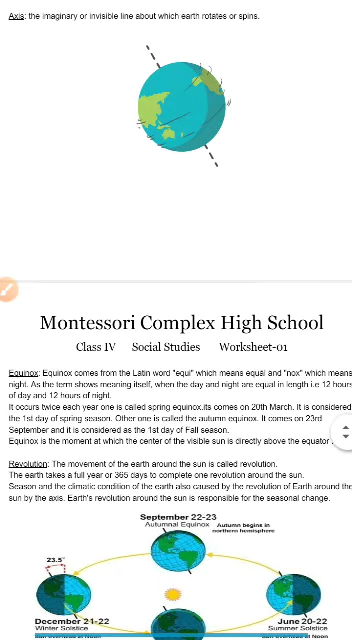 Axis: the imaginary or invisible line about which earth rotates or spins.
Montessori Complex High School
Class IV Social Studies Worksheet-01
Equinox: Equinox comes from the Latin word "equi" which means equal and "nox" which means
night. As the term shows meaning itself, when the day and night are equal in length i.e 12 hours
of day and 12 hours of night.
It occurs twice each year one is called spring equinox.its comes on 20th March. It is considered
the 1st day of spring season. Other one is called the autumn equinox. It comes on 23rd
September and it is considered as the 1st day of Fall season.
Equinox is the moment at which the center of the visible sun is directly above the equator
Revolution: The movement of the earth around the sun is called revolution.
The earth takes a full year or 365 days to complete one revolution around the sun.
Season and the climatic condition of the earth also caused by the revolution of Earth around the
sun by the axis. Earth's revolution around the sun is responsible for the seasonal change.
September 22-23
Autumnal Equinox
Autumn begins in
northern hemisphere
23.5°
December 21-22
Winter Solstice
Sun overhead at Noon
June 20-22
Summer Solstice
Sun overhead at Noon